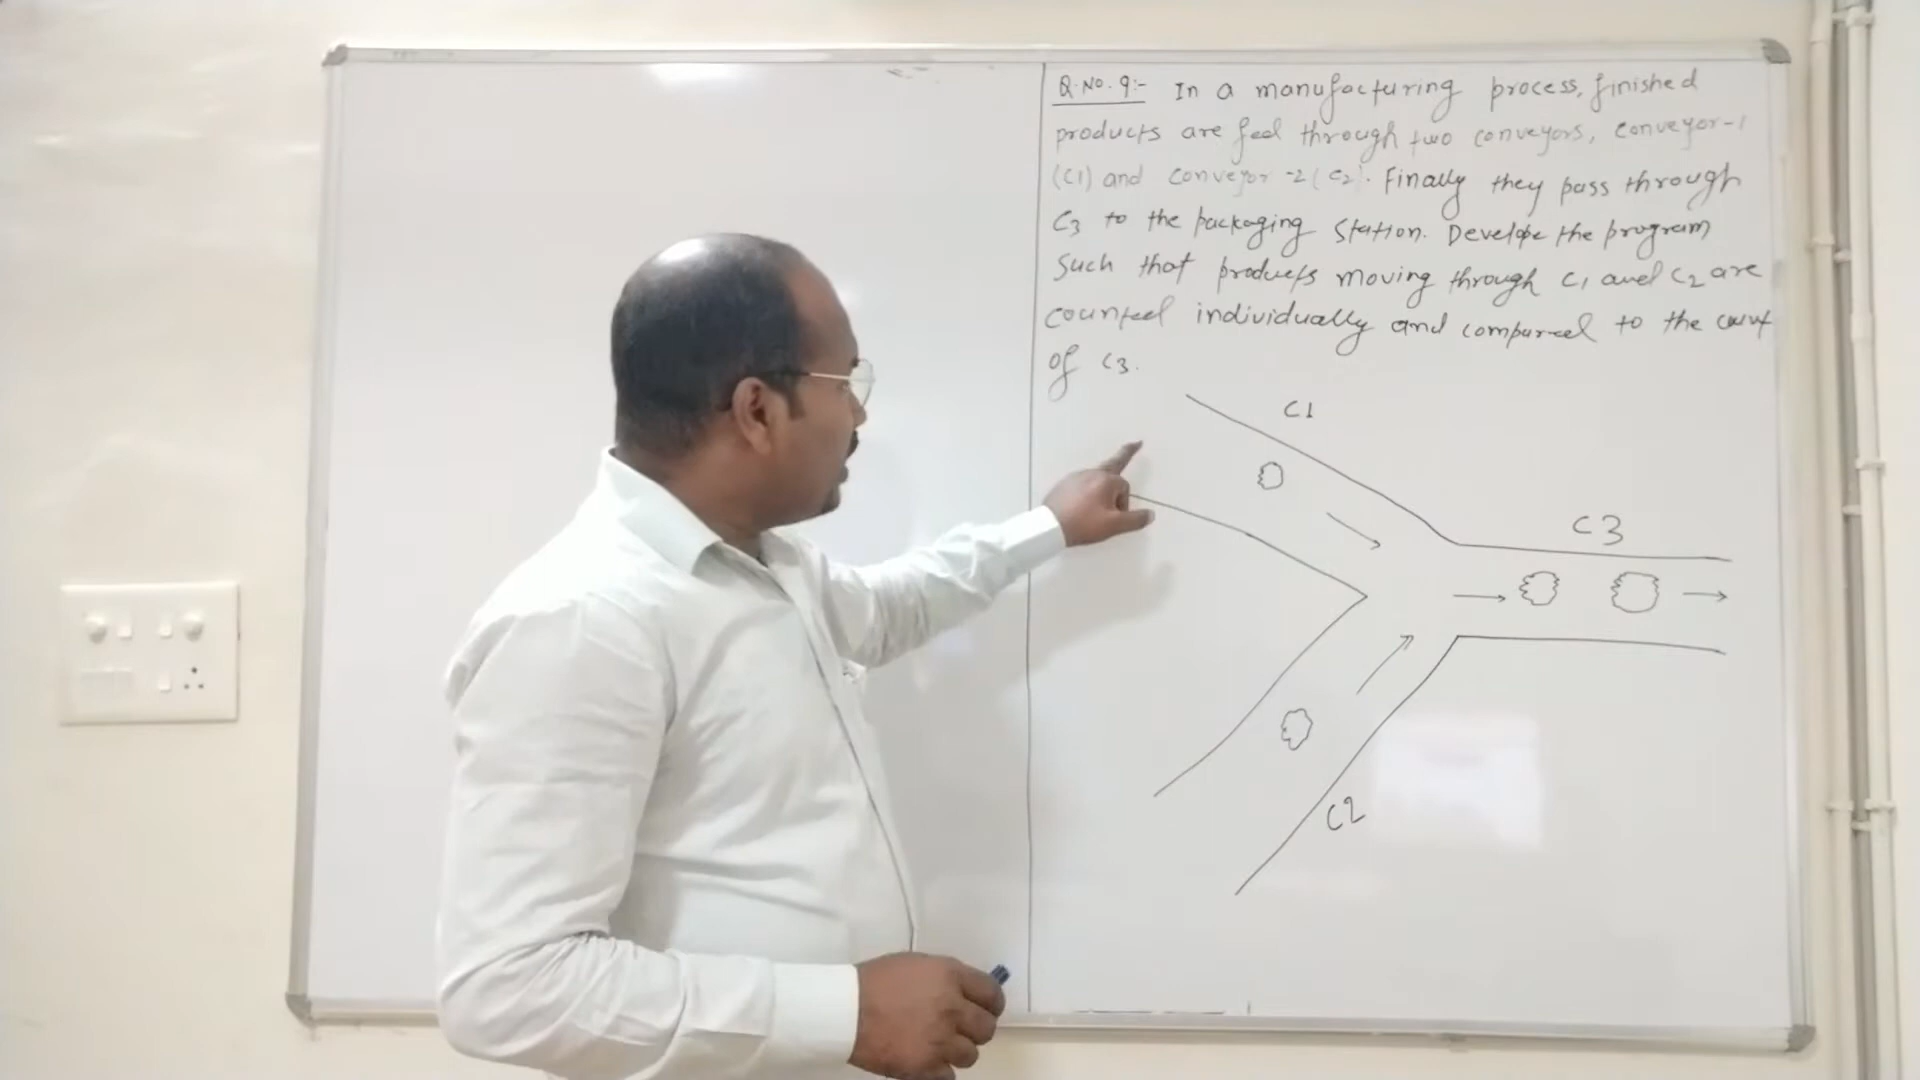 Q.No. 9:- In a manufacturing process, finished
products are feed through two conveyors, conveyor-1
(C1) and conveyor -2 (C2). Finally they pass through
C3 to the packaging station. Develope the program
Such that products moving through C1 and C2 are
counted individually and compared to the count
of C3.
C1
C3
C2